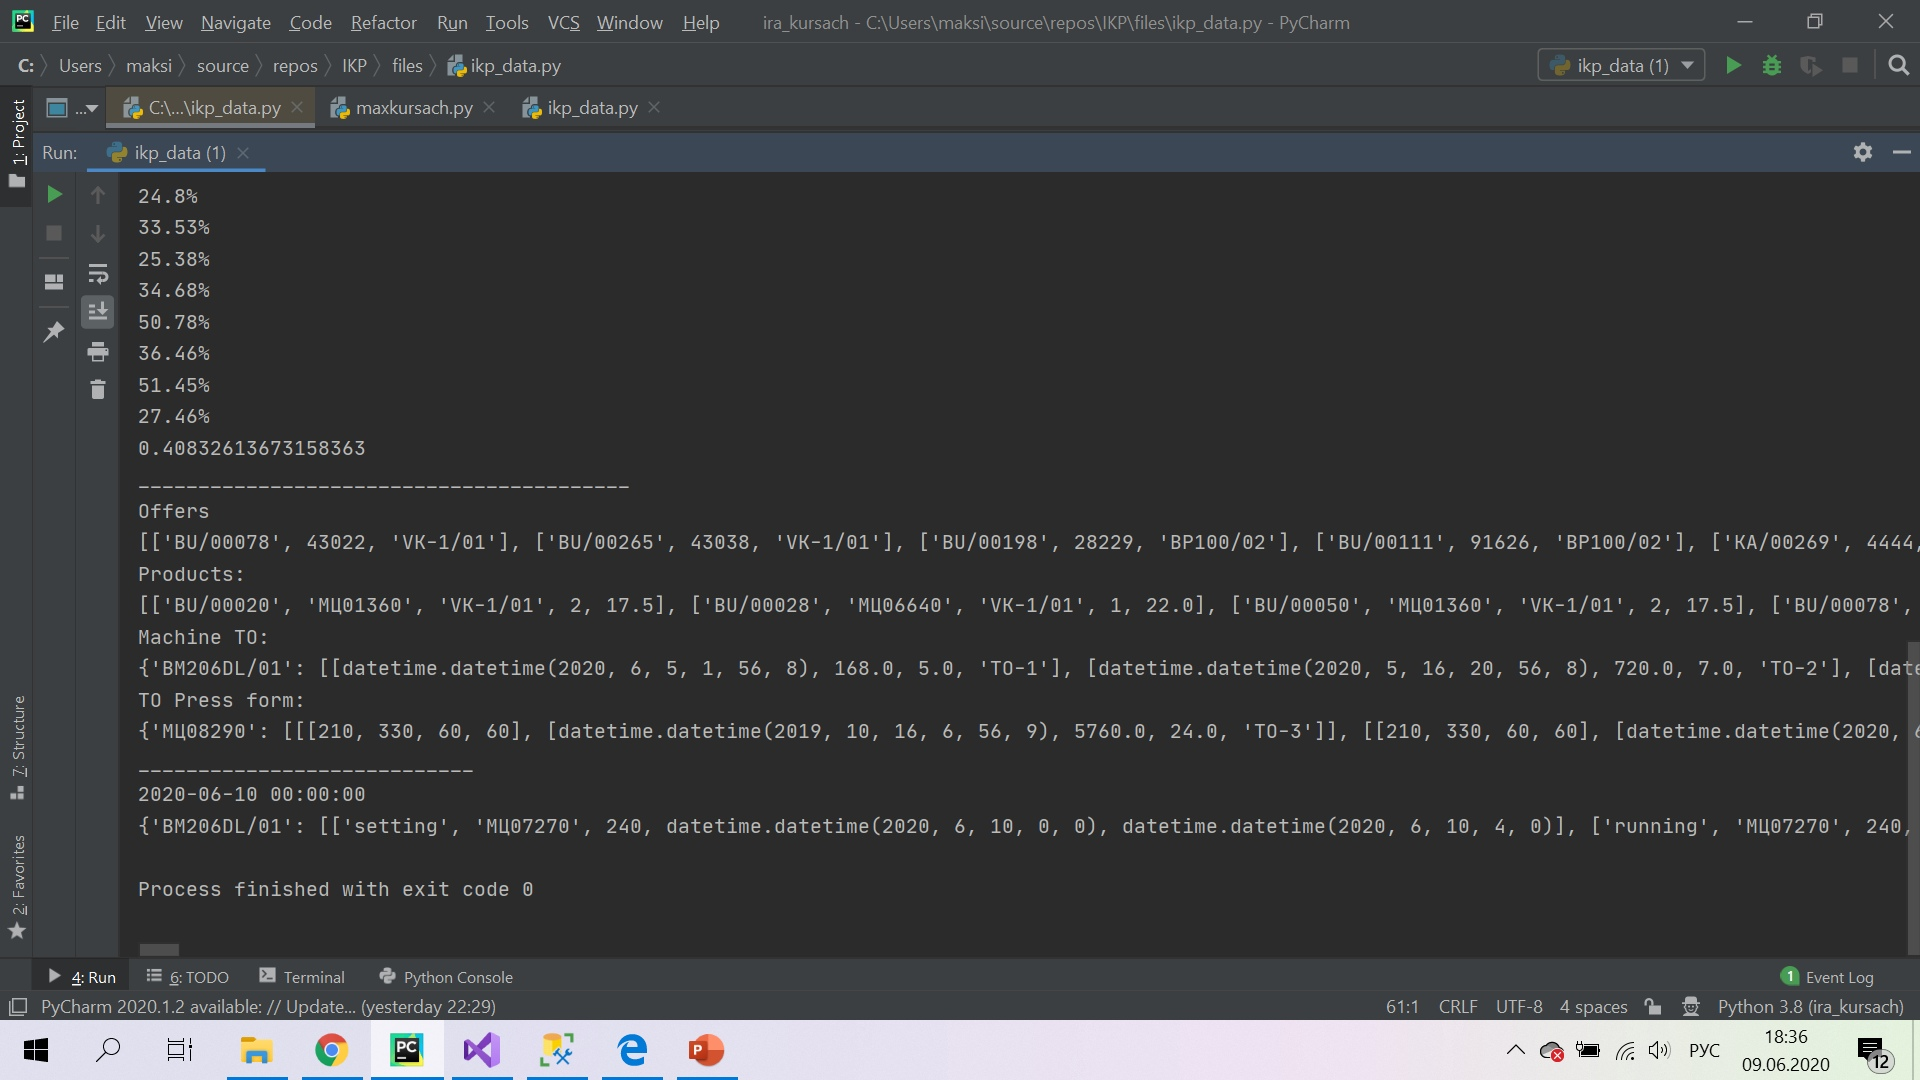 PC File Edit View Navigate Code Refactor Run Tools VCS Window Help ira_kursach - C:\Users\maksi\source\repos\IKP\files\ikp_data.py - PyCharm
C: Users maksi source repos IKP files ikp_data.py ikp_data (1)
... C:\...\ikp_data.py maxkursach.py ikp_data.py
1: Project
Run: ikp_data (1)
24.8%
33.53%
25.38%
34.68%
50.78%
36.46%
51.45%
27.46%
0.40832613673158363
_________________________________________
Offers
[['BU/00078', 43022, 'VK-1/01'], ['BU/00265', 43038, 'VK-1/01'], ['BU/00198', 28229, 'BP100/02'], ['BU/00111', 91626, 'BP100/02'], ['KA/00269', 4444,
Products:
[['BU/00020', 'МЦ01360', 'VK-1/01', 2, 17.5], ['BU/00028', 'МЦ06640', 'VK-1/01', 1, 22.0], ['BU/00050', 'МЦ01360', 'VK-1/01', 2, 17.5], ['BU/00078',
Machine TO:
{'BM206DL/01': [[datetime.datetime(2020, 6, 5, 1, 56, 8), 168.0, 5.0, 'TO-1'], [datetime.datetime(2020, 5, 16, 20, 56, 8), 720.0, 7.0, 'TO-2'], [date
TO Press form:
{'МЦ08290': [[[210, 330, 60, 60], [datetime.datetime(2019, 10, 16, 6, 56, 9), 5760.0, 24.0, 'TO-3']], [[210, 330, 60, 60], [datetime.datetime(2020, 6
____________________________
2020-06-10 00:00:00
{'BM206DL/01': [['setting', 'МЦ07270', 240, datetime.datetime(2020, 6, 10, 0, 0), datetime.datetime(2020, 6, 10, 4, 0)], ['running', 'МЦ07270', 240,
Process finished with exit code 0
7: Structure
2: Favorites
4: Run 6: TODO Terminal Python Console 1 Event Log
PyCharm 2020.1.2 available: // Update... (yesterday 22:29) 61:1 CRLF UTF-8 4 spaces Python 3.8 (ira_kursach)
PC P РУС 18:36
09.06.2020 12